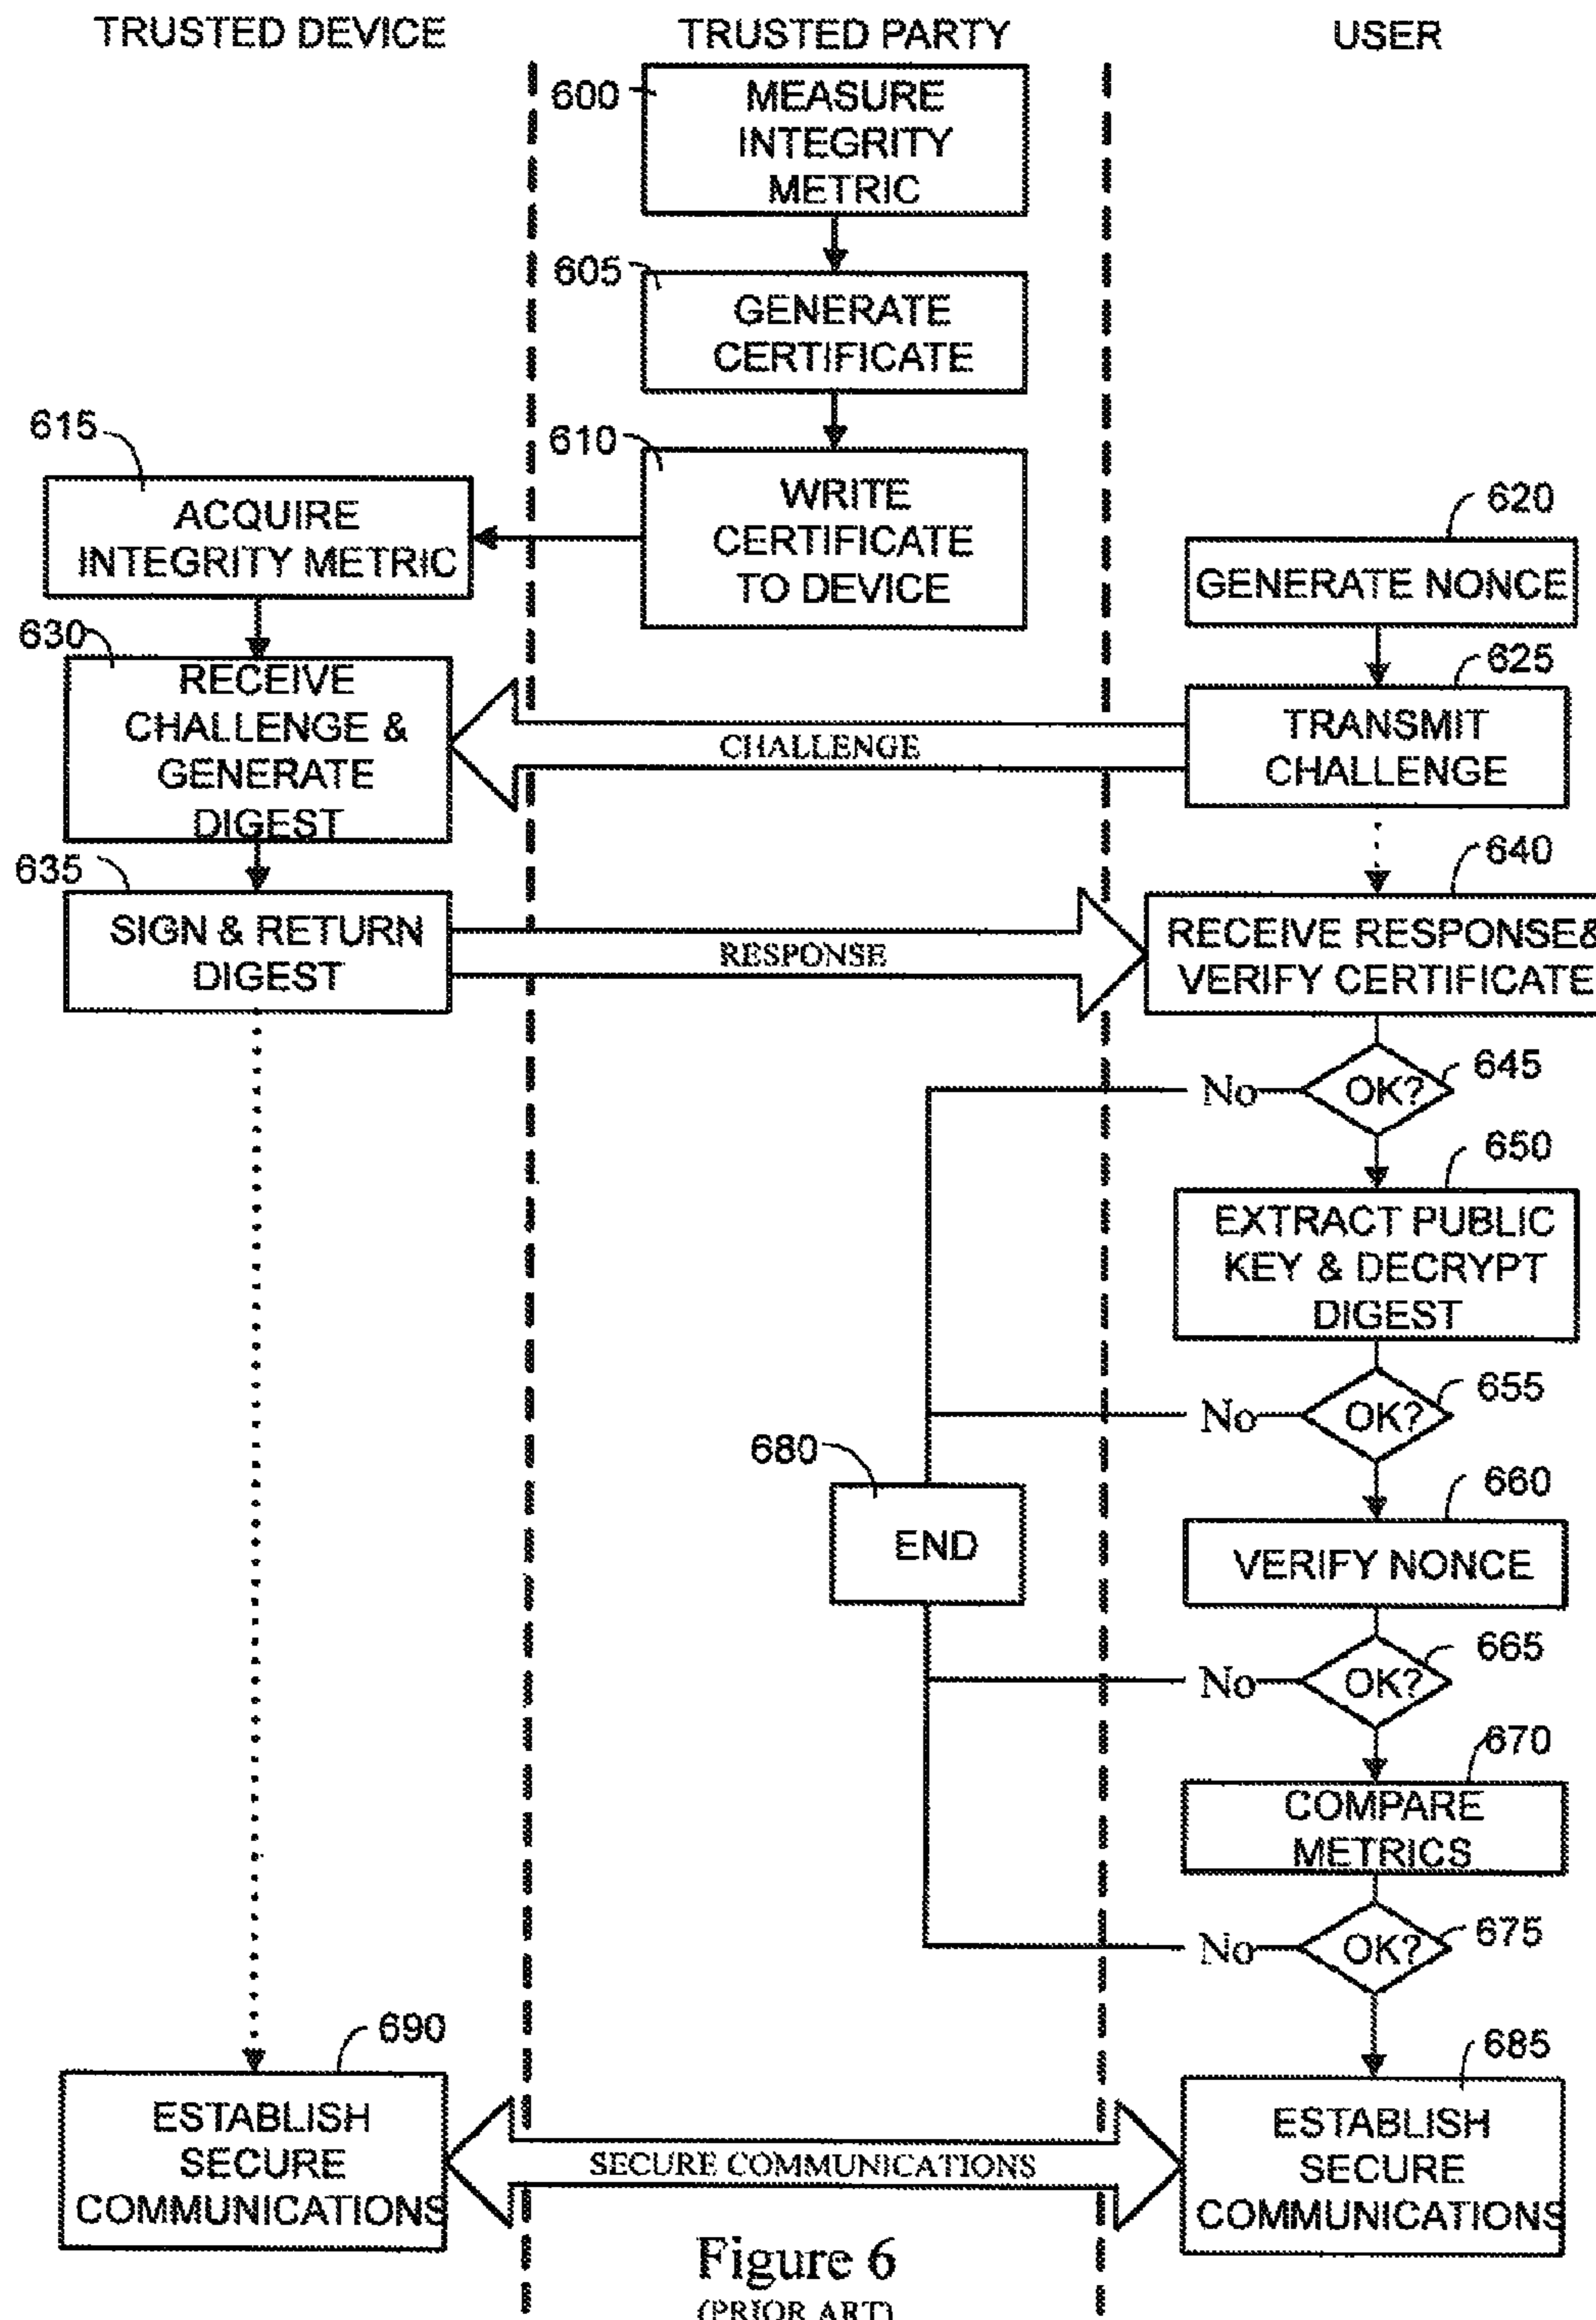 TRUSTED DEVICE
TRUSTED PARTY
USER
600
MEASURE
INTEGRITY
METRIC
605
GENERATE
CERTIFICATE
615
610
ACQUIRE
INTEGRITY METRIC
WRITE
CERTIFICATE
TO DEVICE
620
GENERATE NONCE
630
RECEIVE
CHALLENGE &
GENERATE
DIGEST
CHALLENGE
625
TRANSMIT
CHALLENGE
635
SIGN & RETURN
DIGEST
RESPONSE
640
RECEIVE RESPONSE&
VERIFY CERTIFICATE
No
OK?
645
650
EXTRACT PUBLIC
KEY & DECRYPT
DIGEST
No
OK?
655
680
END
660
VERIFY NONCE
No
OK?
665
670
COMPARE
METRICS
No
OK?
675
690
ESTABLISH
SECURE
COMMUNICATIONS
SECURE COMMUNICATIONS
685
ESTABLISH
SECURE
COMMUNICATIONS
Figure 6
(PRIOR ART)